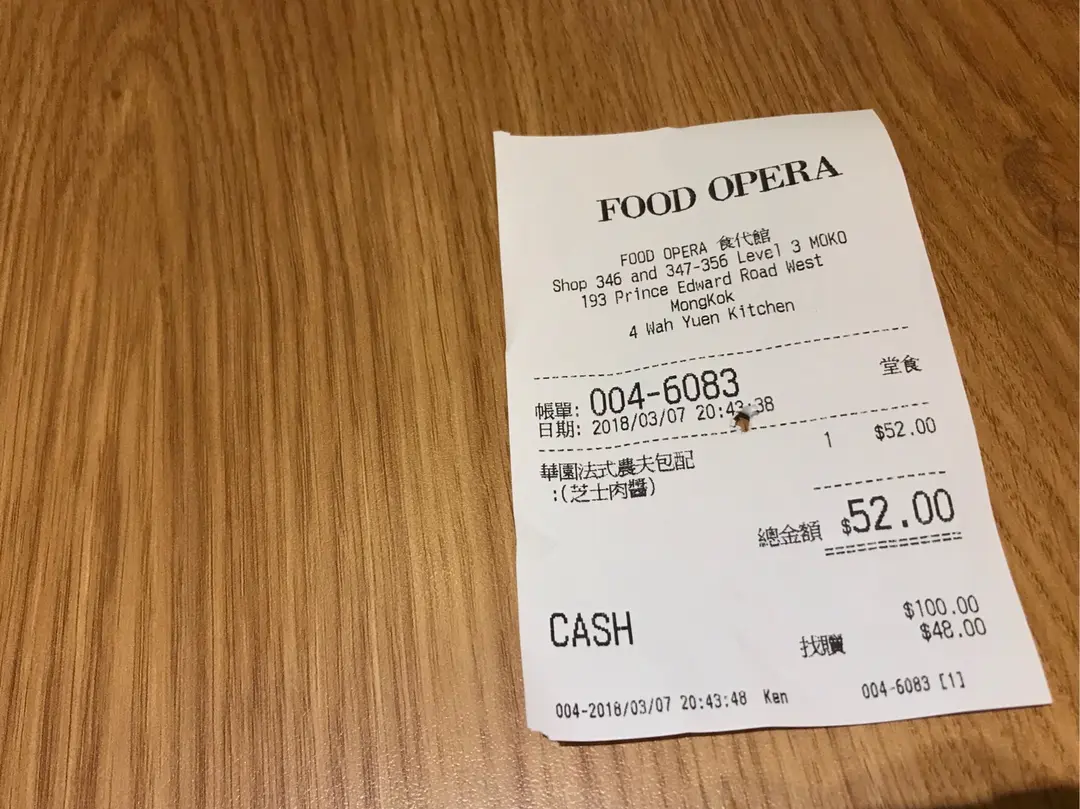 FOOD OPERA
FOOD OPERA 食代館
Shop 346 and 347-356 Level 3 MOKO
193 Prince Edward Road West
MongKok
4 Wah Yuen Kitchen
堂食
帳單: 004-6083
日期: 2018/03/07 20:43:38
華園法式農夫包配 1 $52.00
:(芝士肉醬)
總金額 $52.00
=============
CASH $100.00
找贖 $48.00
004-2018/03/07 20:43:48 Ken 004-6083 [1]